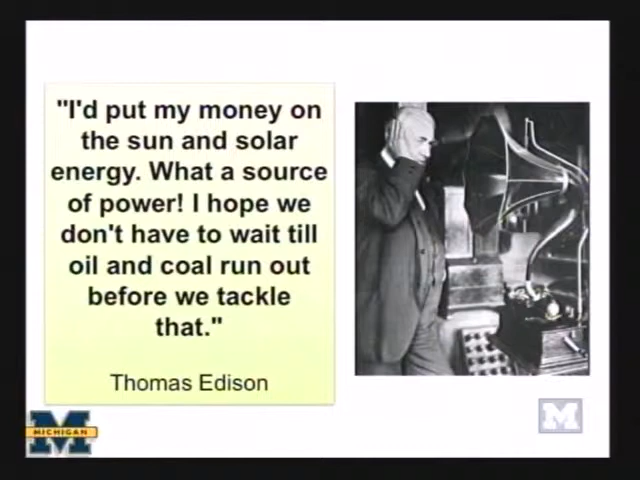 "I'd put my money on
the sun and solar
energy. What a source
of power! I hope we
don't have to wait till
oil and coal run out
before we tackle
that."
Thomas Edison
M
MICHIGAN
M